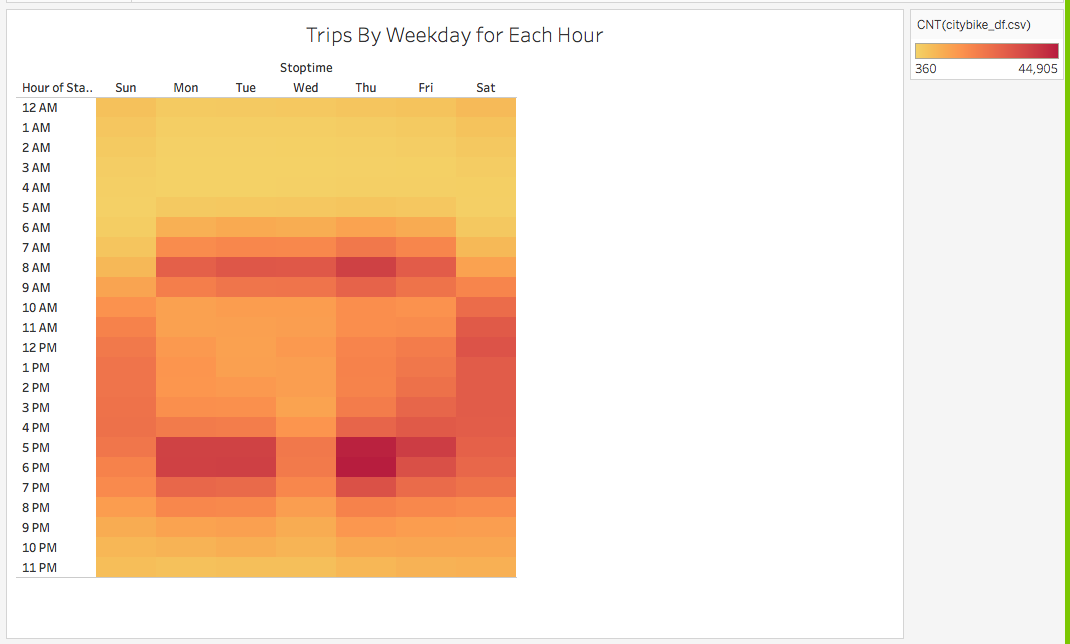 Trips By Weekday for Each Hour
CNT(citybike_df.csv)
360 44,905
Stoptime
Hour of Sta.. Sun Mon Tue Wed Thu Fri Sat
12 AM
1 AM
2 AM
3 AM
4 AM
5 AM
6 AM
7 AM
8 AM
9 AM
10 AM
11 AM
12 PM
1 PM
2 PM
3 PM
4 PM
5 PM
6 PM
7 PM
8 PM
9 PM
10 PM
11 PM